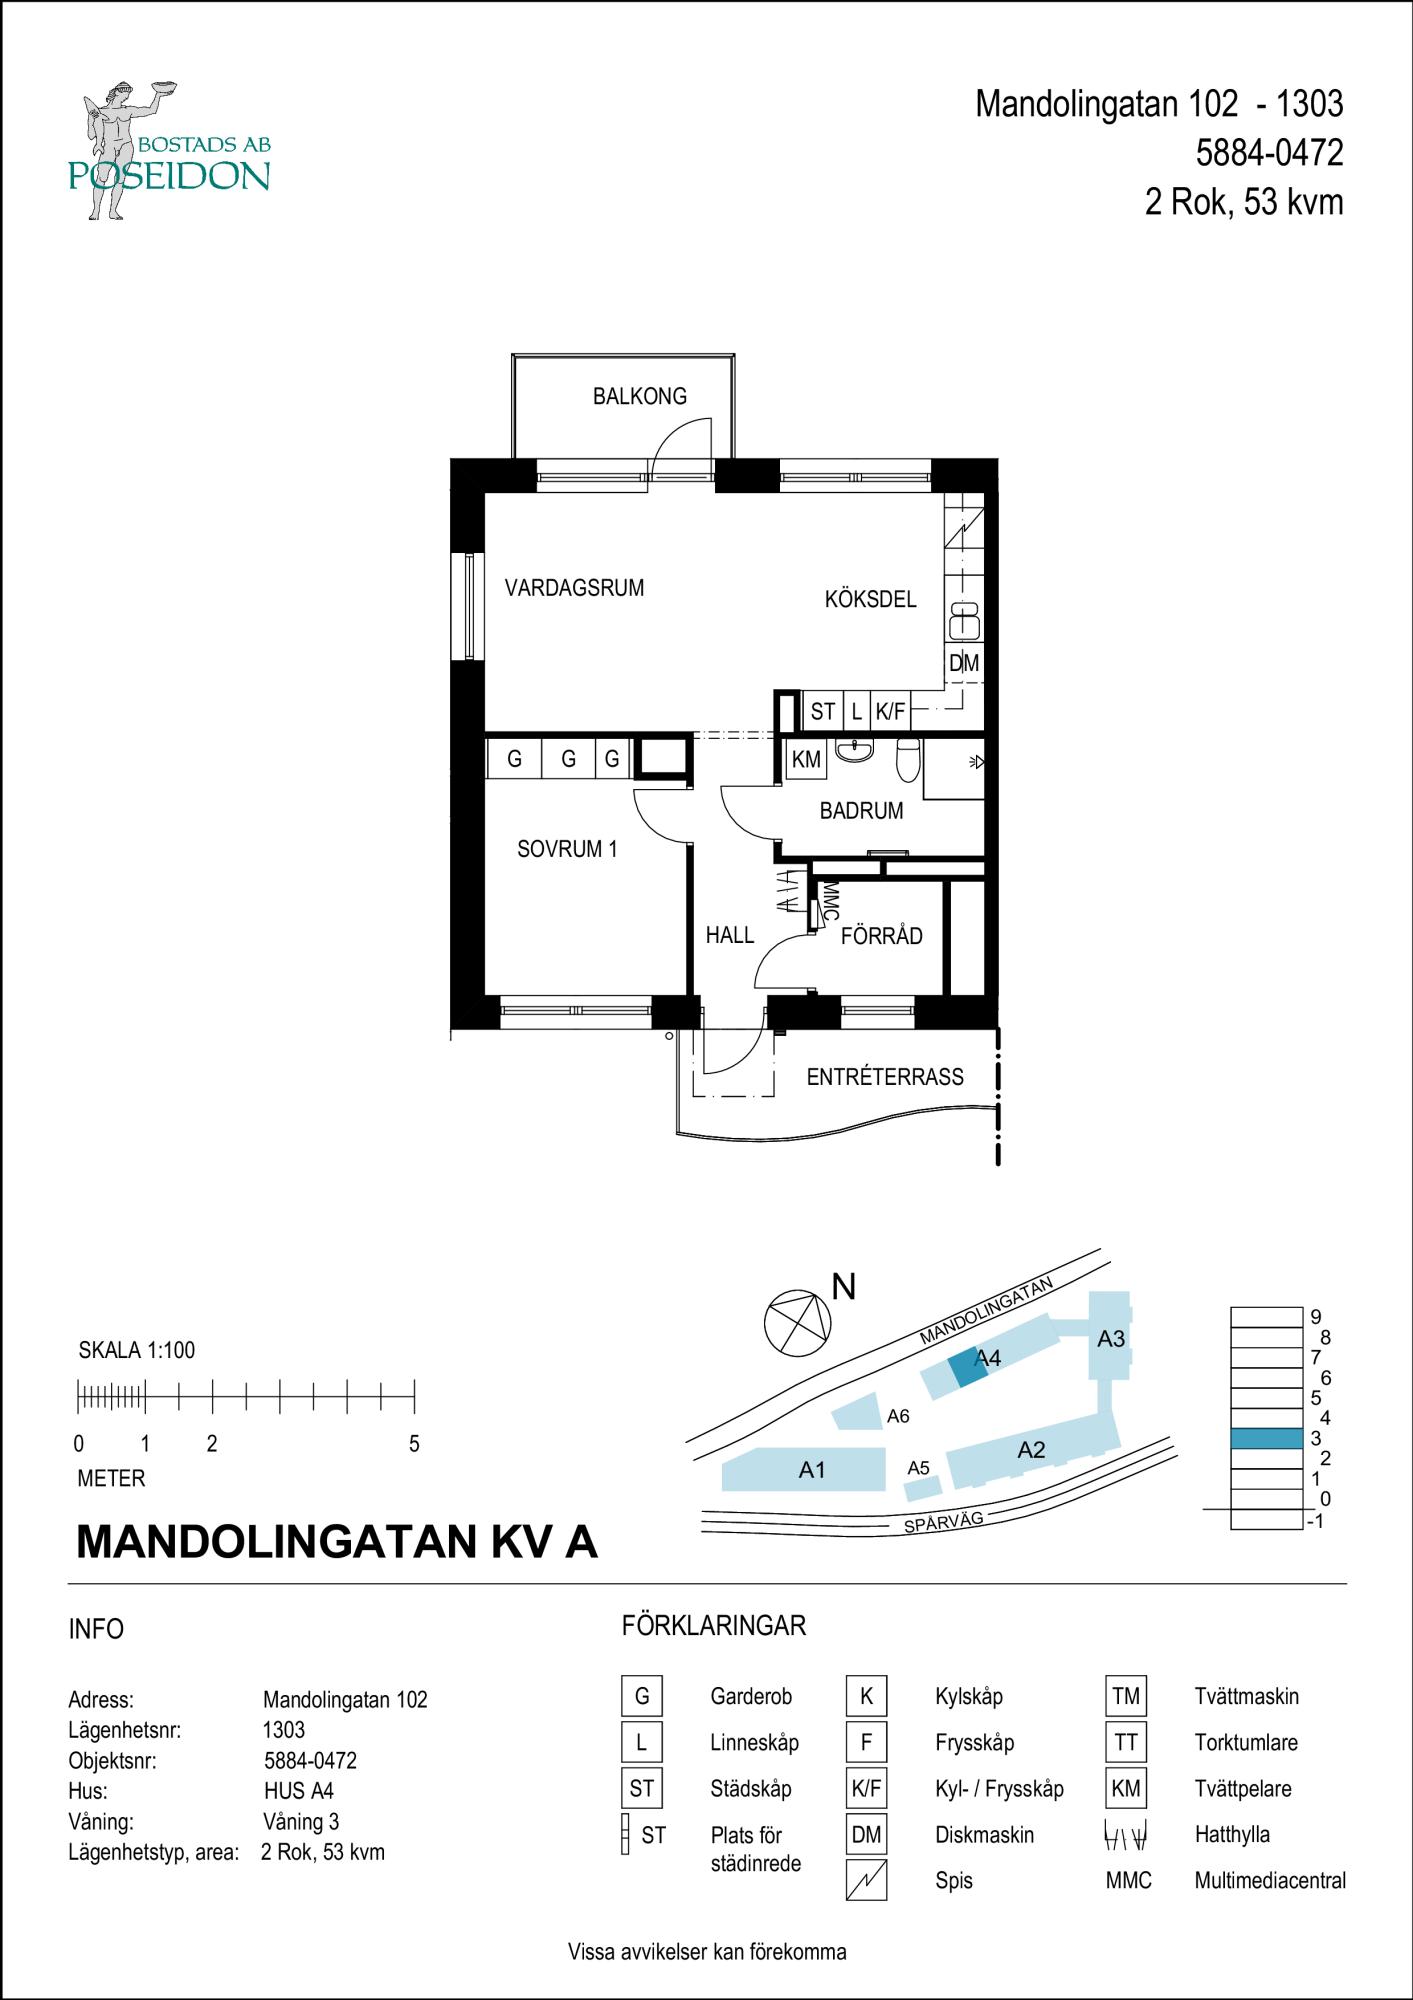 BOSTADS AB
POSEIDON
Mandolingatan 102 - 1303
5884-0472
2 Rok, 53 kvm
BALKONG
VARDAGSRUM
KÖKSDEL
DM
ST L K/F
G G G
KM
BADRUM
SOVRUM 1
MMC
HALL
FÖRRÅD
ENTRÉTERRASS
SKALA 1:100
0 1 2 5
METER
N
MANDOLINGATAN
A3
A4
A6
A2
A1
A5
SPÅRVÄG
9
8
7
6
5
4
3
2
1
0
-1
MANDOLINGATAN KV A
INFO
Adress: Mandolingatan 102
Lägenhetsnr: 1303
Objektsnr: 5884-0472
Hus: HUS A4
Våning: Våning 3
Lägenhetstyp, area: 2 Rok, 53 kvm
FÖRKLARINGAR
G Garderob
L Linneskåp
ST Städskåp
ST Plats för
städinrede
K Kylskåp
F Frysskåp
K/F Kyl- / Frysskåp
DM Diskmaskin
Spis
TM Tvättmaskin
TT Torktumlare
KM Tvättpelare
Hatthylla
MMC Multimediacentral
Vissa avvikelser kan förekomma